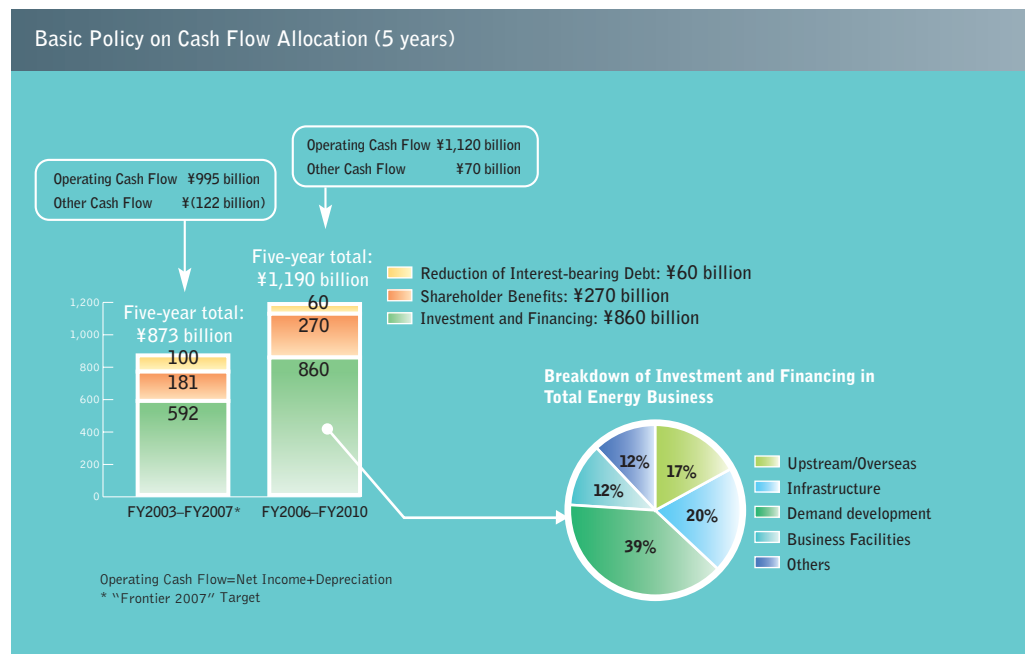 Basic Policy on Cash Flow Allocation (5 years)
Operating Cash Flow ¥1,120 billion
Other Cash Flow ¥70 billion
Operating Cash Flow ¥995 billion
Other Cash Flow ¥(122 billion)
Five-year total:
¥1,190 billion
Reduction of Interest-bearing Debt: ¥60 billion
Shareholder Benefits: ¥270 billion
Investment and Financing: ¥860 billion
Five-year total:
¥873 billion
1,200
1,000
800
600
400
200
0
100
181
592
60
270
860
FY2003–FY2007*
FY2006–FY2010
Breakdown of Investment and Financing in
Total Energy Business
12%
17%
12%
20%
39%
Upstream/Overseas
Infrastructure
Demand development
Business Facilities
Others
Operating Cash Flow=Net Income+Depreciation
* "Frontier 2007" Target